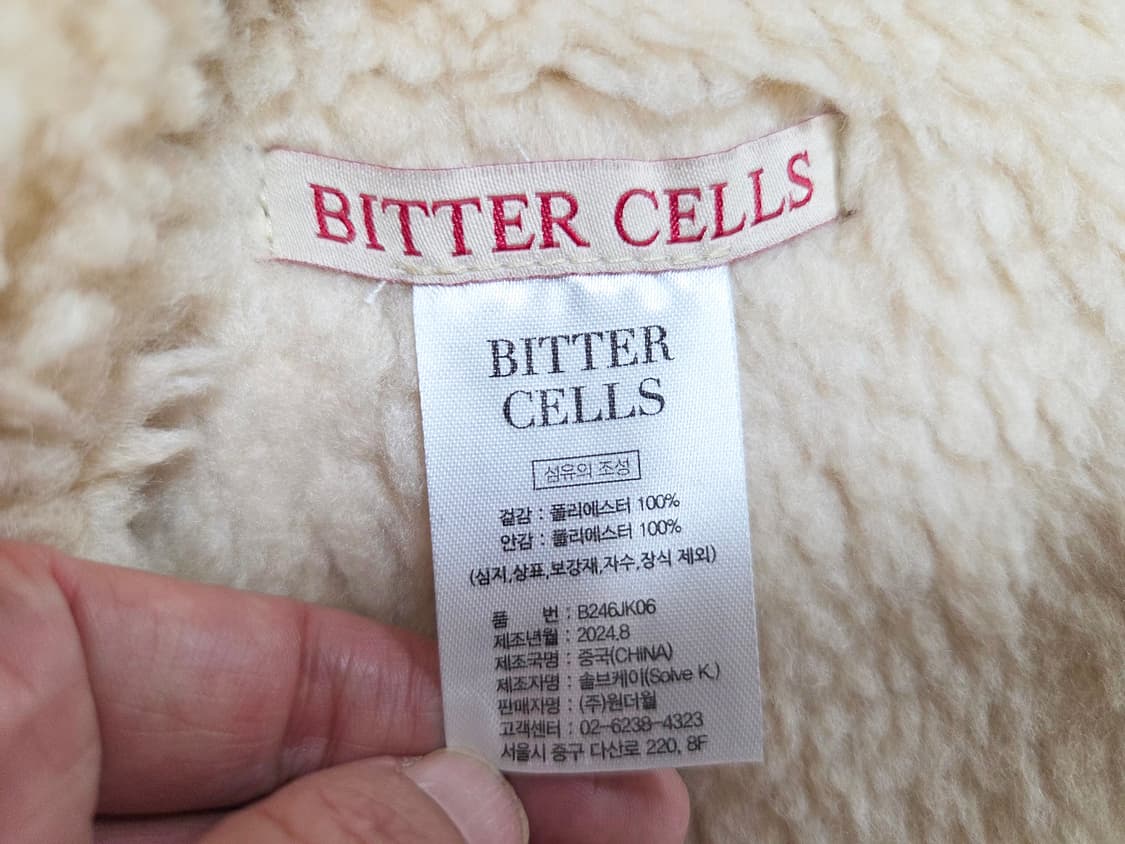 BITTER CELLS
BITTER
CELLS
섬유의 조성
겉감 : 폴리에스터 100%
안감 : 폴리에스터 100%
(심지,상표,보강재,자수,장식 제외)
품 번 : B246JK06
제조년월 : 2024.8
제조국명 : 중국(CHINA)
제조자명 : 솔브케이(Solve K.)
판매자명 : (주)원더월
고객센터 : 02-6238-4323
서울시 중구 다산로 220, 8F